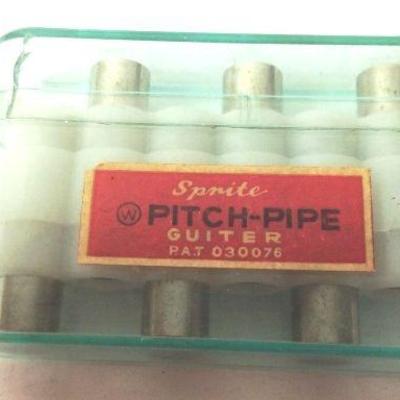 Sprite
Ⓦ PITCH-PIPE
GUITER
PAT 030076